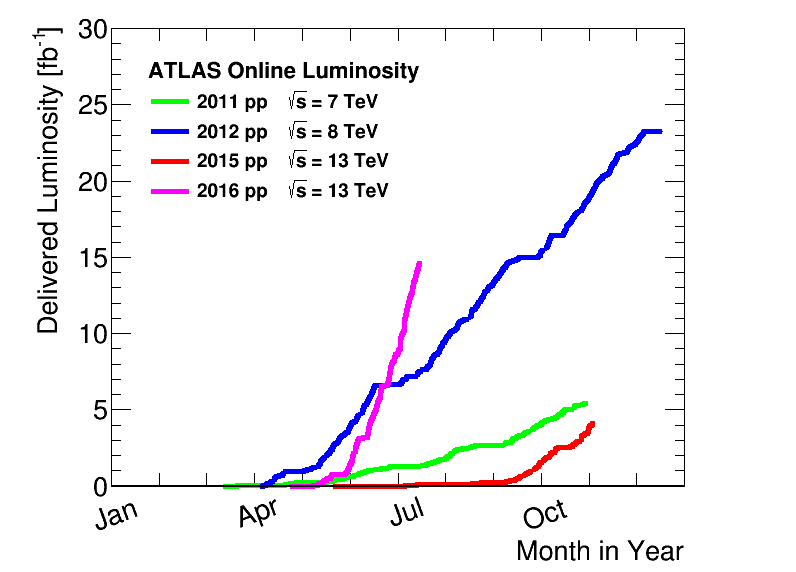 Delivered Luminosity [fb⁻¹]
30
25
20
15
10
5
0
ATLAS Online Luminosity
2011 pp √s = 7 TeV
2012 pp √s = 8 TeV
2015 pp √s = 13 TeV
2016 pp √s = 13 TeV
Jan Apr Jul Oct
Month in Year